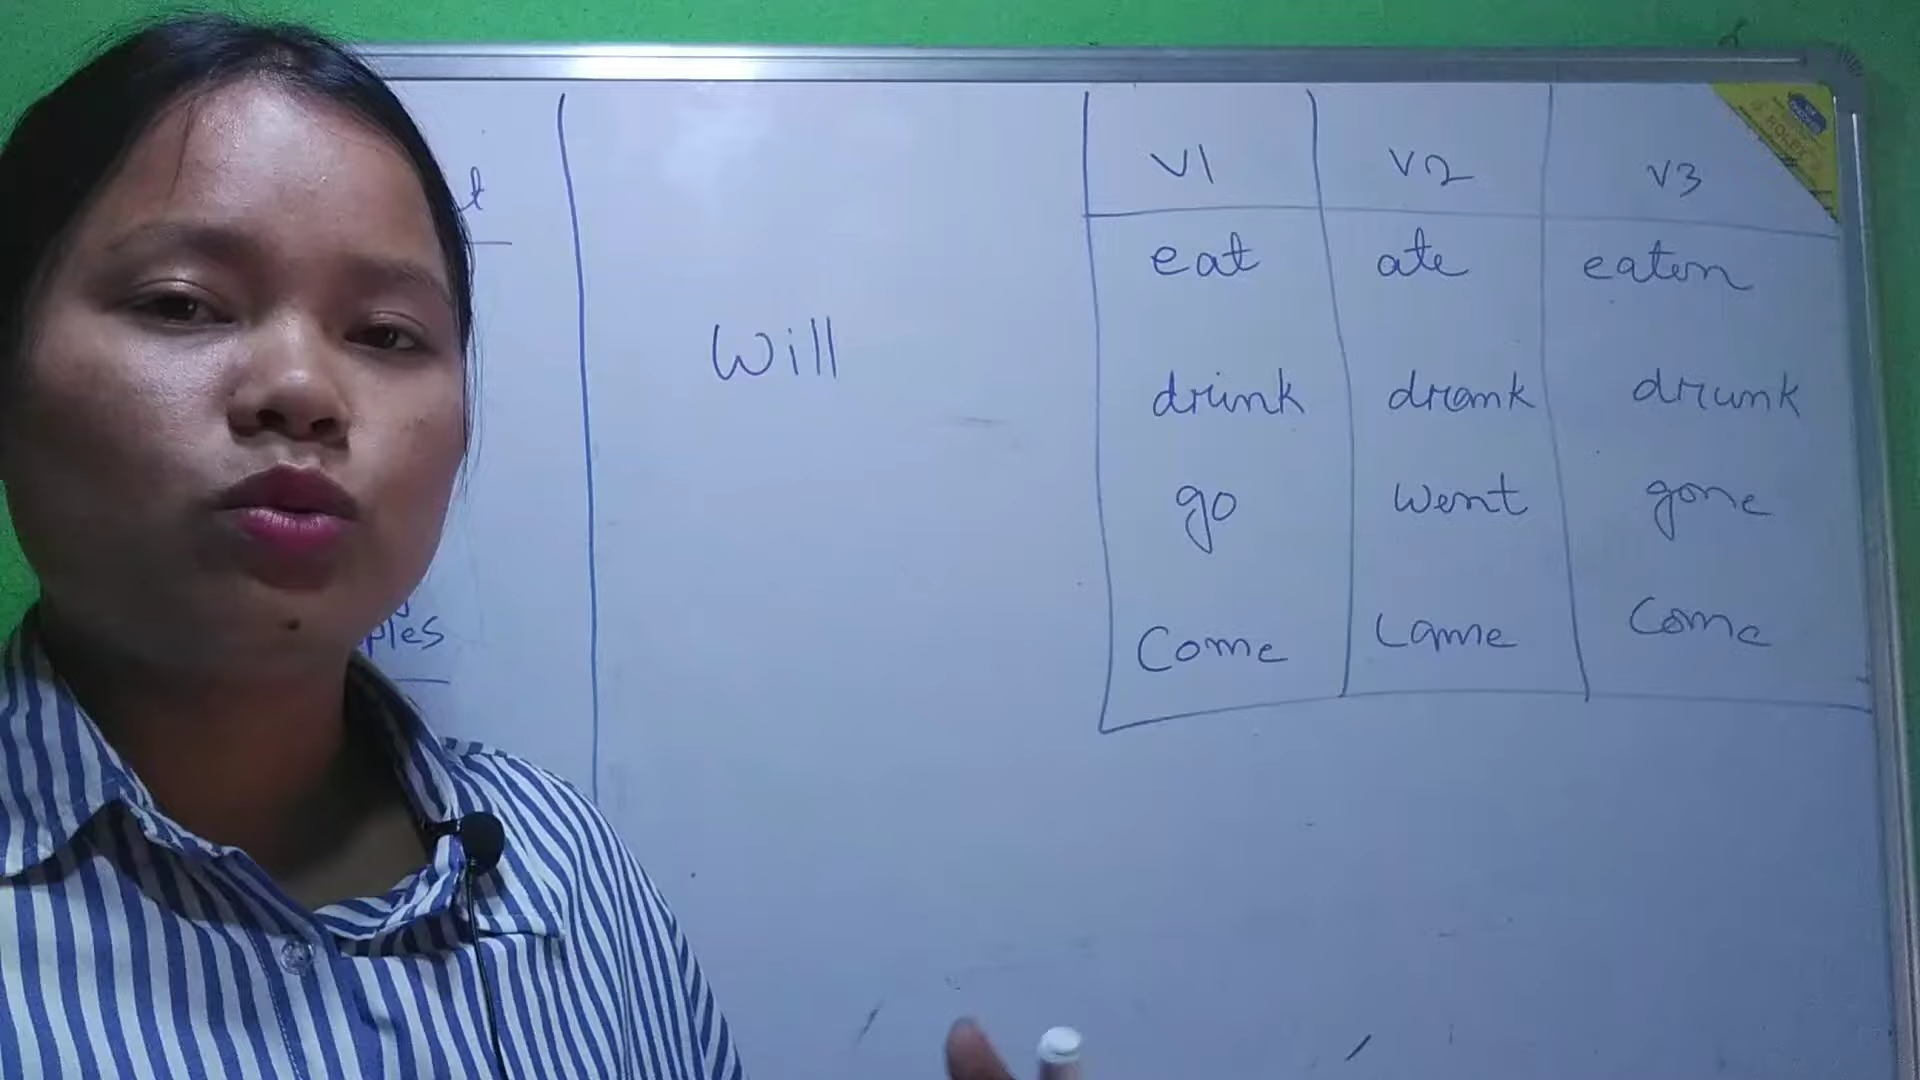 Will
V1 V2 V3
eat ate eaten
drink drank drunk
go went gone
Come Came Come